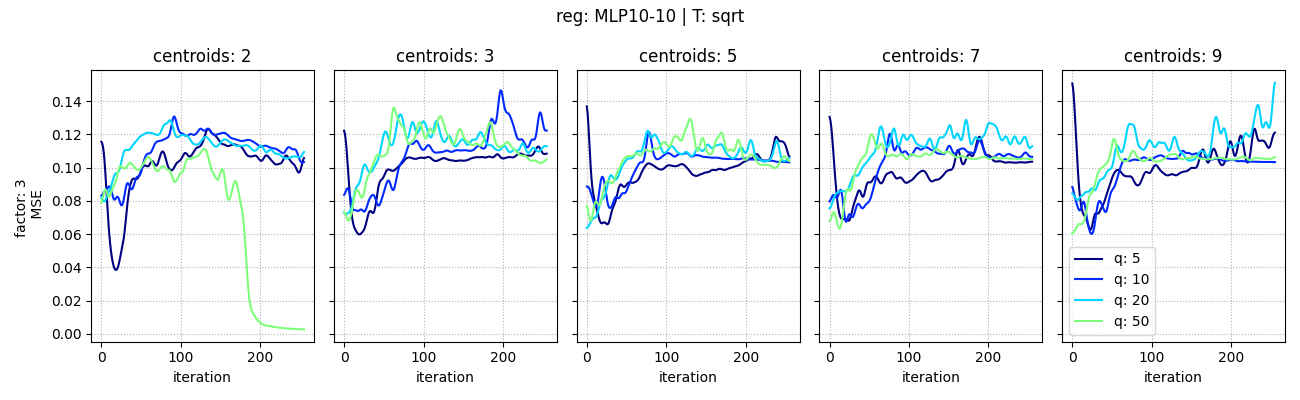 reg: MLP10-10 | T: sqrt
centroids: 2
centroids: 3
centroids: 5
centroids: 7
centroids: 9
factor: 3
MSE
0.14
0.12
0.10
0.08
0.06
0.04
0.02
0.00
q: 5
q: 10
q: 20
q: 50
0 100 200
0 100 200
0 100 200
0 100 200
0 100 200
iteration
iteration
iteration
iteration
iteration